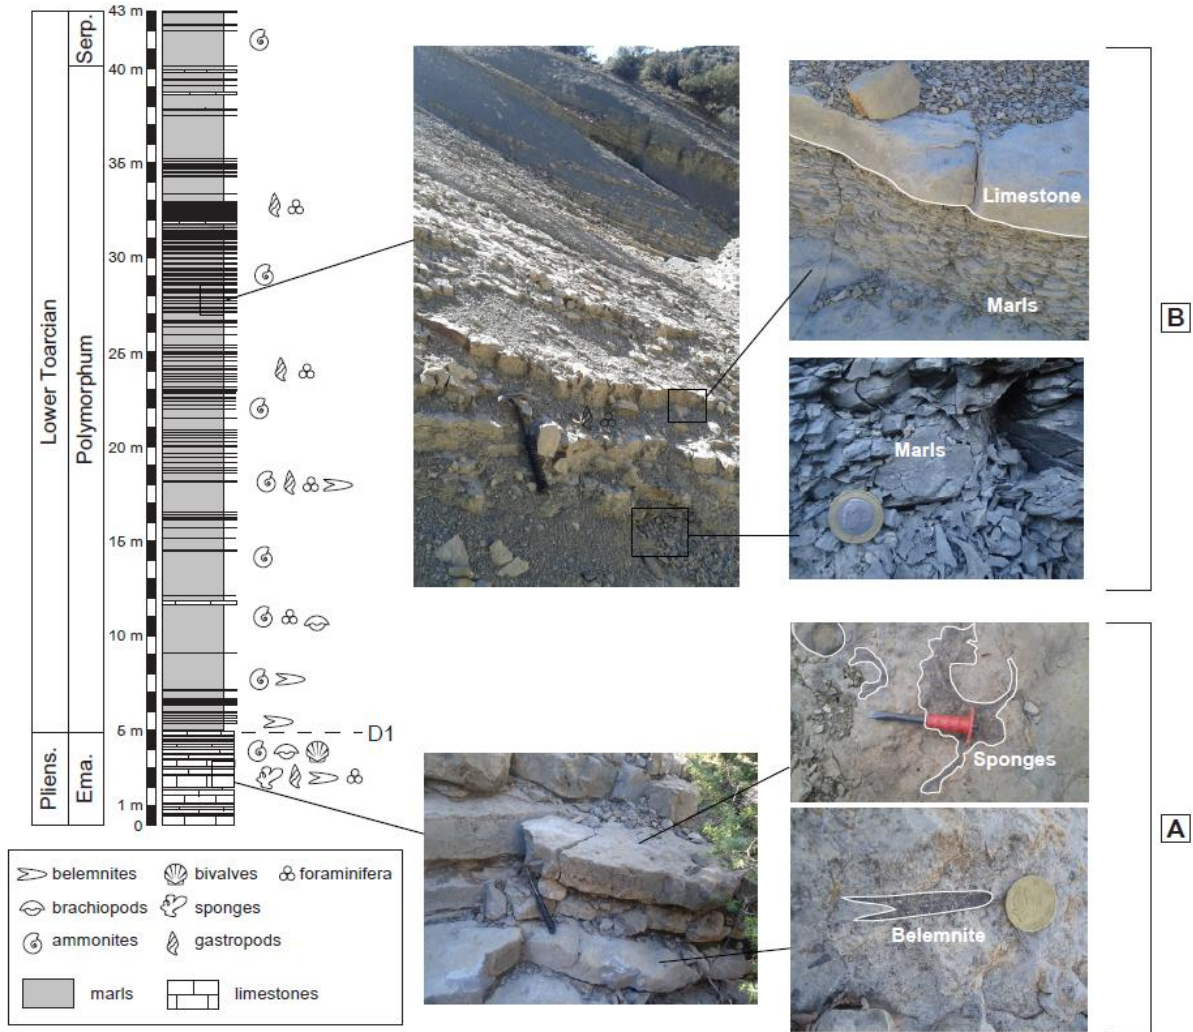 43 m
40 m
35 m
30 m
25 m
20 m
15 m
10 m
5 m
1 m
0
Serp.
Polymorphum
Lower Toarcian
Ema.
Pliens.
D1
Limestone
Marls
Marls
B
Sponges
Belemnite
A
belemnites bivalves foraminifera
brachiopods sponges
ammonites gastropods
marls limestones